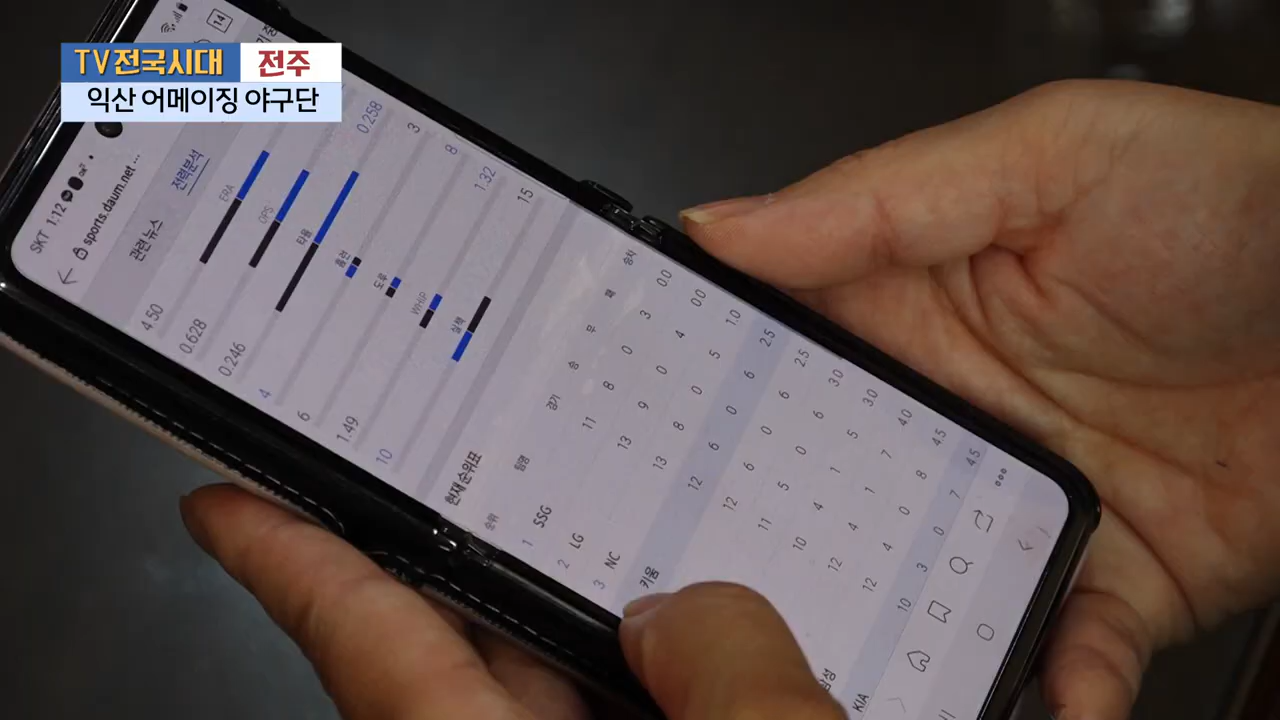 TV 전국시대 전주
익산 어메이징 야구단
SKT 1:12
14
sports.daum.net ...
관련 뉴스 전력분석
4.50 ERA
0.628 OPS
0.246 타율 0.258
4 홈런 3
6 도루 8
1.49 WHIP 1.32
10 실책 15
현재 순위표
순위 팀명 경기 승 무 패 승차
1 SSG 11 8 0 3 0.0
2 LG 13 9 0 4 0.0
3 NC 13 8 0 5 1.0
키움 12 6 0 6 2.5
12 6 0 6 2.5
11 5 0 6 3.0
10 4 1 5 3.0
12 4 1 7 4.0
삼성 12 4 0 8 4.5
KIA 10 3 0 7 4.5